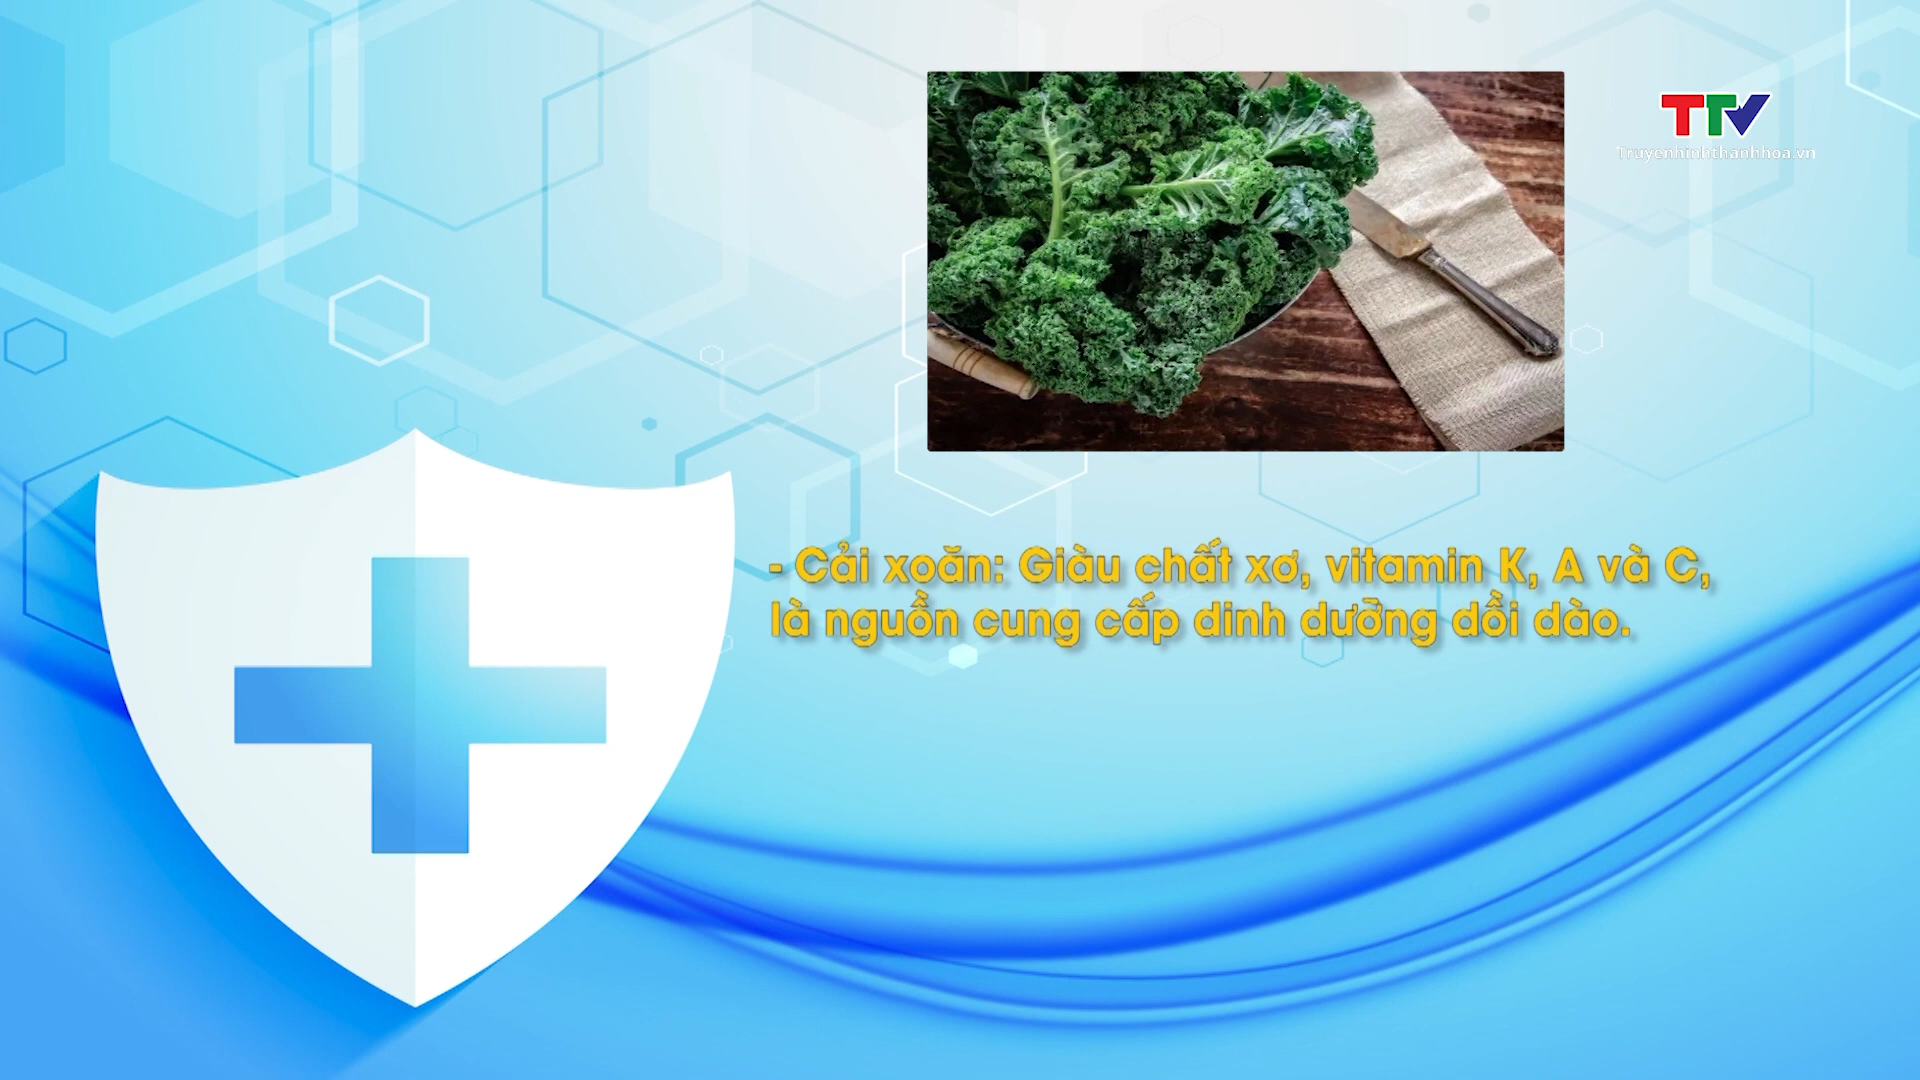 TTV
Truyenhinhthanhhoa.vn
- Cải xoăn: Giàu chất xơ, vitamin K, A và C,
là nguồn cung cấp dinh dưỡng dồi dào.